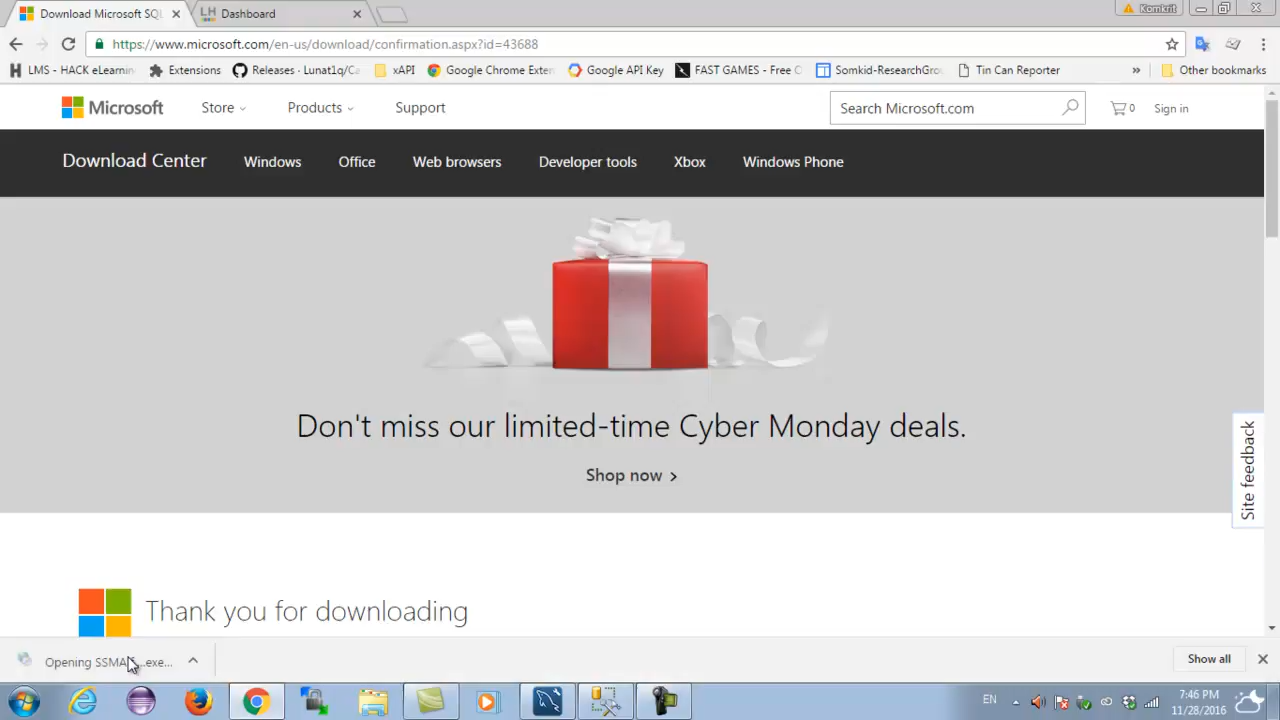 Download Microsoft SQL
LH Dashboard
Komkrit
https://www.microsoft.com/en-us/download/confirmation.aspx?id=43688
LMS - HACK eLearnin
Extensions
Releases · Lunat1q/Ca
xAPI
Google Chrome Exten
Google API Key
FAST GAMES - Free O
Somkid-ResearchGro
Tin Can Reporter
»
Other bookmarks
Microsoft
Store
Products
Support
Search Microsoft.com
0
Sign in
Download Center
Windows
Office
Web browsers
Developer tools
Xbox
Windows Phone
Don't miss our limited-time Cyber Monday deals.
Shop now >
Site feedback
Thank you for downloading
Opening SSMA
...exe...
Show all
EN
7:46 PM
11/28/2016